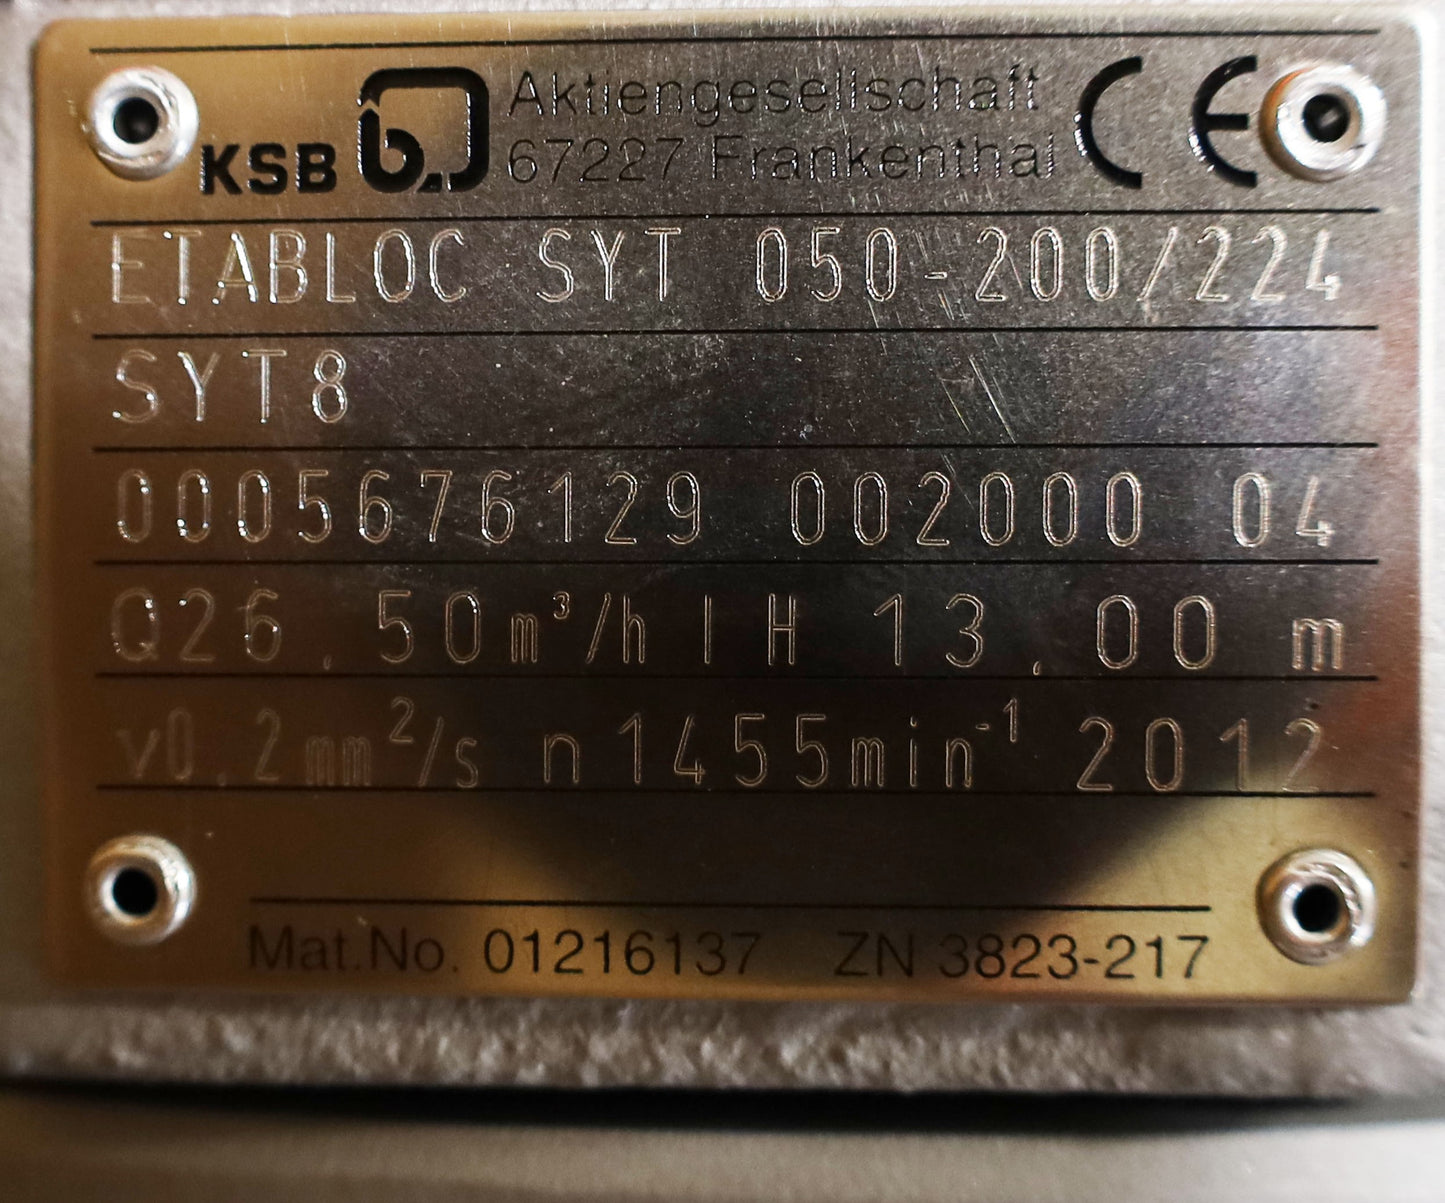 KSB Aktiengesellschaft CE
67227 Frankenthal
ETABLOC SYT 050-200/224
SYT8
0005676129 002000 04
Q26.50m³/h | H 13.00 m
v0.2mm²/s n1455min⁻¹ 2012
Mat.No. 01216137 ZN 3823-217